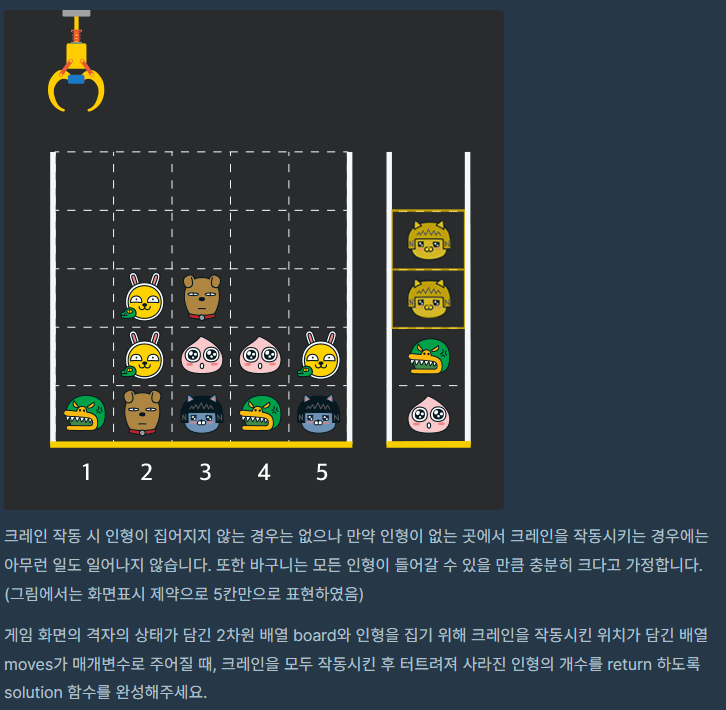 1 2 3 4 5
크레인 작동 시 인형이 집어지지 않는 경우는 없으나 만약 인형이 없는 곳에서 크레인을 작동시키는 경우에는
아무런 일도 일어나지 않습니다. 또한 바구니는 모든 인형이 들어갈 수 있을 만큼 충분히 크다고 가정합니다.
(그림에서는 화면표시 제약으로 5칸만으로 표현하였음)
게임 화면의 격자의 상태가 담긴 2차원 배열 board와 인형을 집기 위해 크레인을 작동시킨 위치가 담긴 배열
moves가 매개변수로 주어질 때, 크레인을 모두 작동시킨 후 터트려져 사라진 인형의 개수를 return 하도록
solution 함수를 완성해주세요.